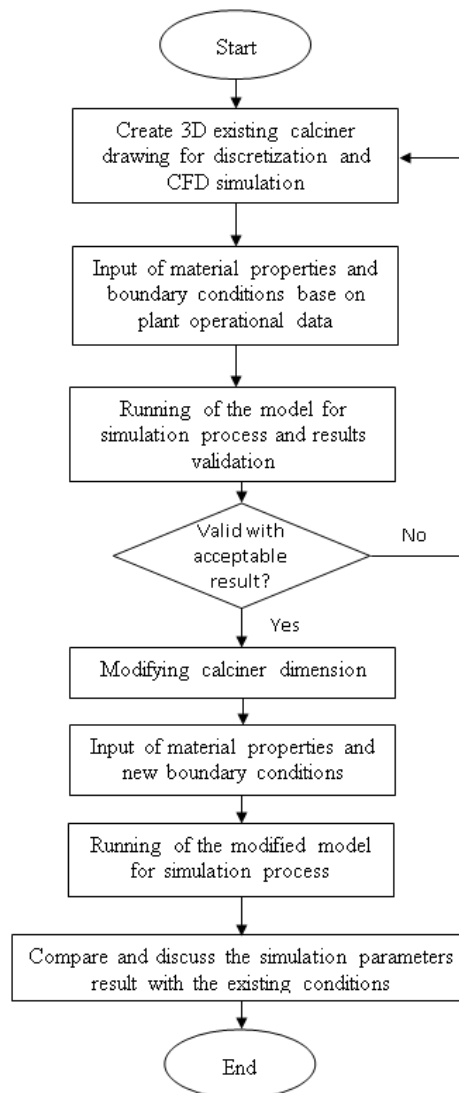 Start
Create 3D existing calciner
drawing for discretization and
CFD simulation
Input of material properties and
boundary conditions base on
plant operational data
Running of the model for
simulation process and results
validation
Valid with
acceptable
result?
No
Yes
Modifying calciner dimension
Input of material properties and
new boundary conditions
Running of the modified model
for simulation process
Compare and discuss the simulation parameters
result with the existing conditions
End